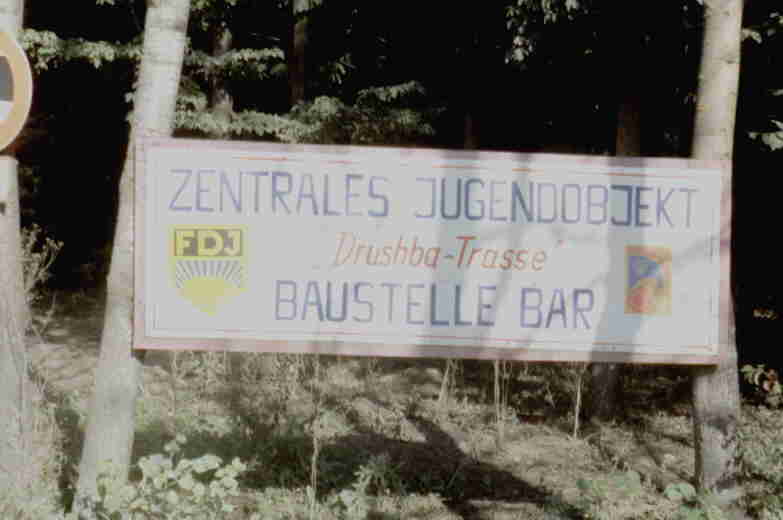 ZENTRALES JUGENDOBJEKT
FDJ
'Drushba-Trasse'
BAUSTELLE BAR